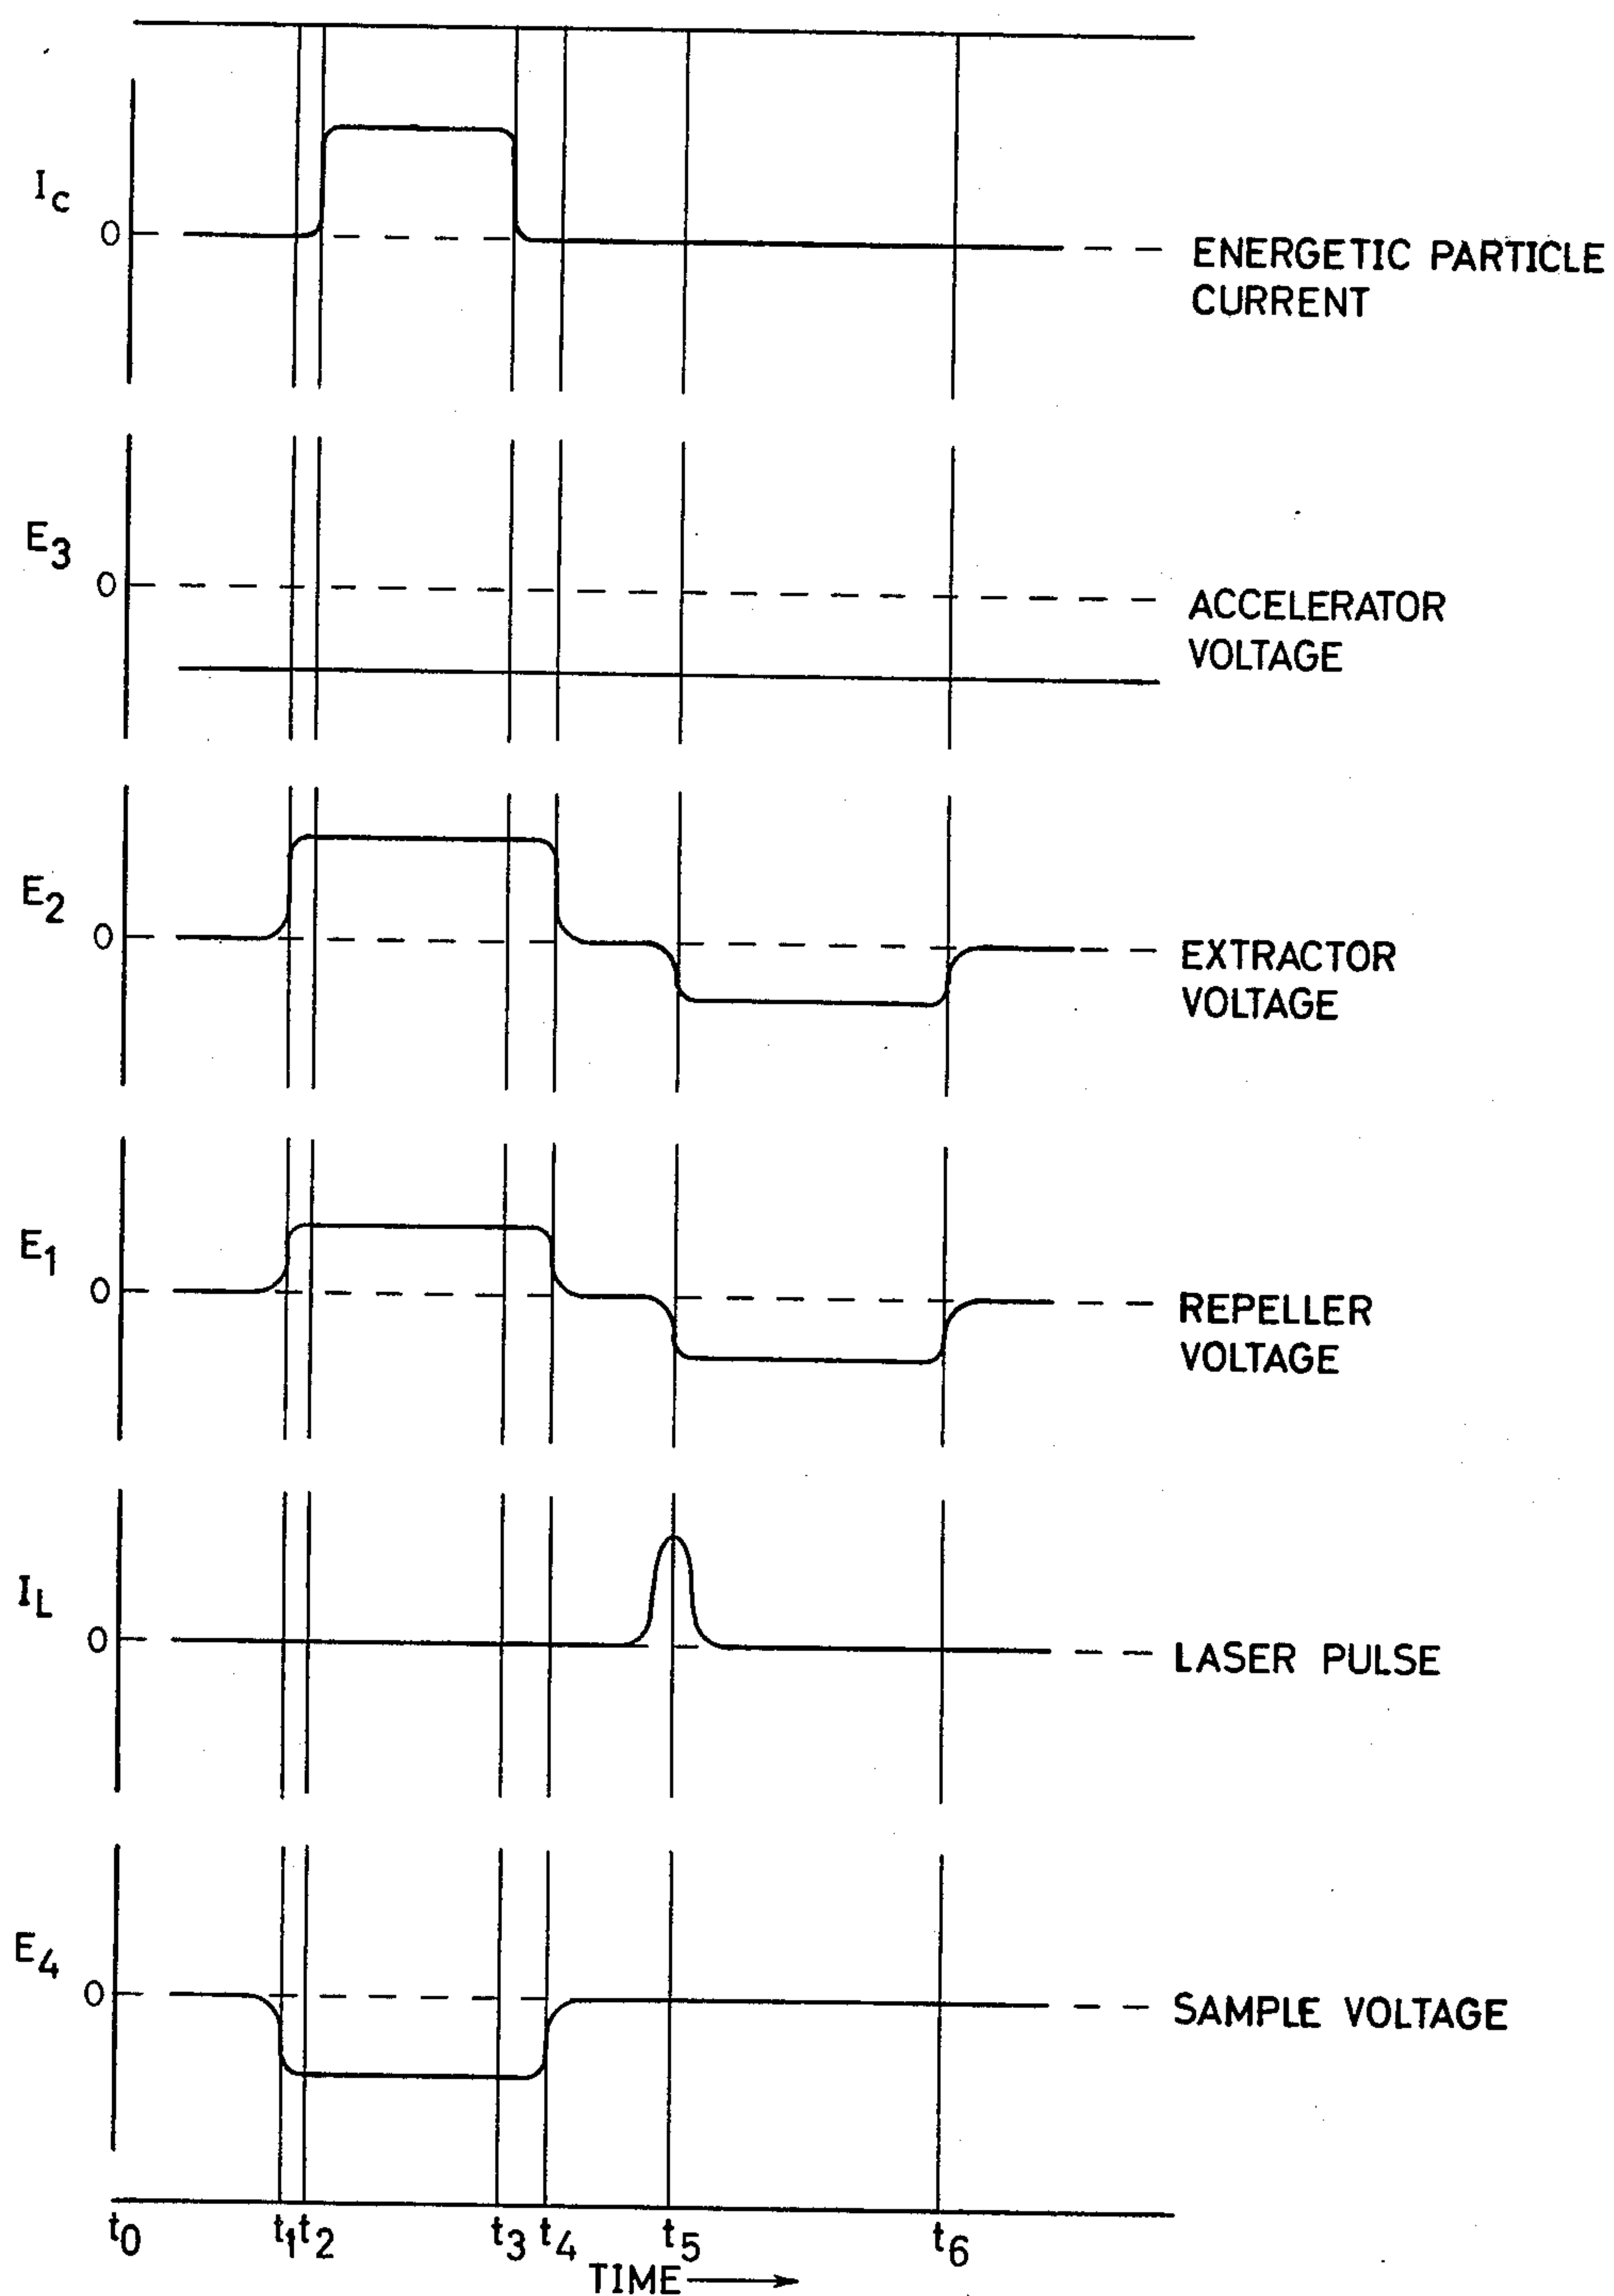 I_C
0
ENERGETIC PARTICLE
CURRENT
E_3
0
ACCELERATOR
VOLTAGE
E_2
0
EXTRACTOR
VOLTAGE
E_1
0
REPELLER
VOLTAGE
I_L
0
LASER PULSE
E_4
0
SAMPLE VOLTAGE
t_0 t_1 t_2 t_3 t_4 t_5 t_6
TIME